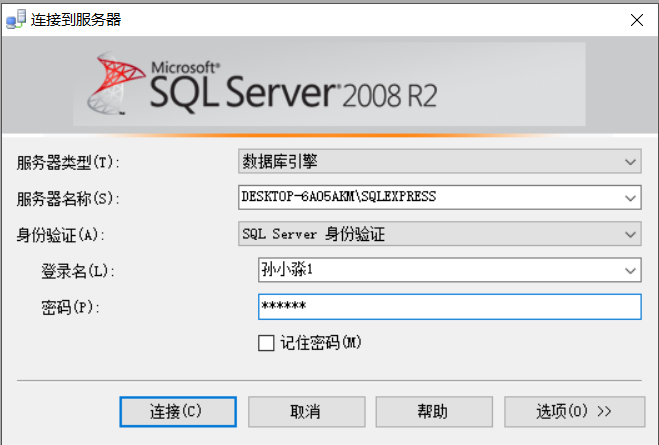 连接到服务器
Microsoft®
SQL Server® 2008 R2
服务器类型(T):
数据库引擎
服务器名称(S):
DESKTOP-6AO5AKM\SQLEXPRESS
身份验证(A):
SQL Server 身份验证
登录名(L):
孙小淼1
密码(P):
******
记住密码(M)
连接(C)
取消
帮助
选项(O) >>